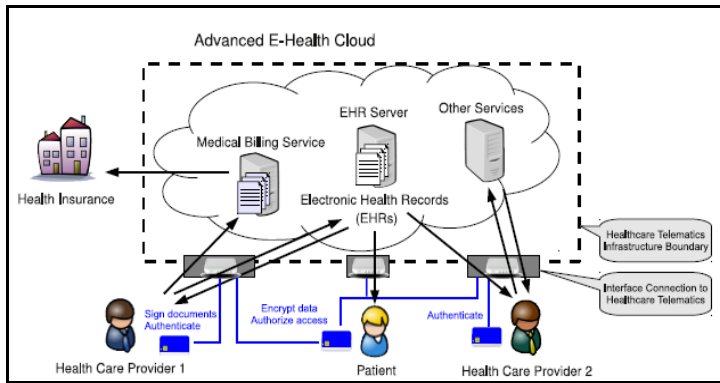 Advanced E-Health Cloud
EHR Server
Other Services
Medical Billing Service
Health Insurance
Electronic Health Records
(EHRs)
Healthcare Telematics
Infrastructure Boundary
Interface Connection to
Healthcare Telematics
Sign documents
Authenticate
Encrypt data
Authorize access
Authenticate
Health Care Provider 1
Patient
Health Care Provider 2